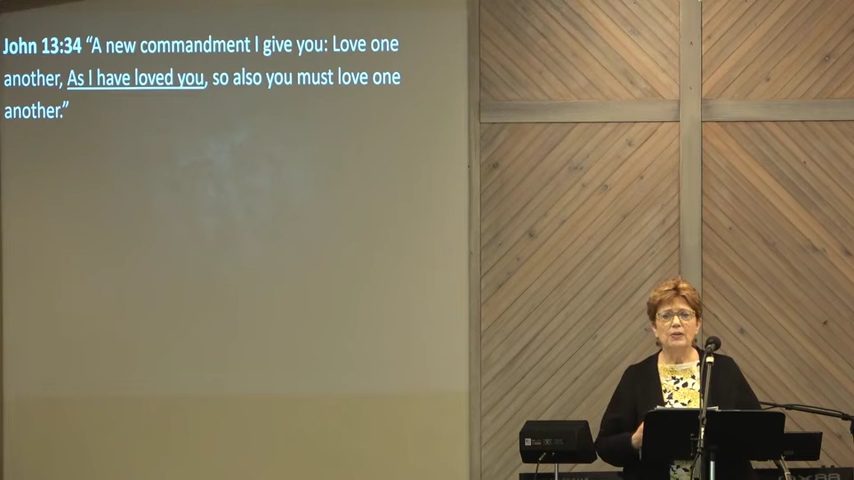 John 13:34 “A new commandment I give you: Love one
another, As I have loved you, so also you must love one
another.”